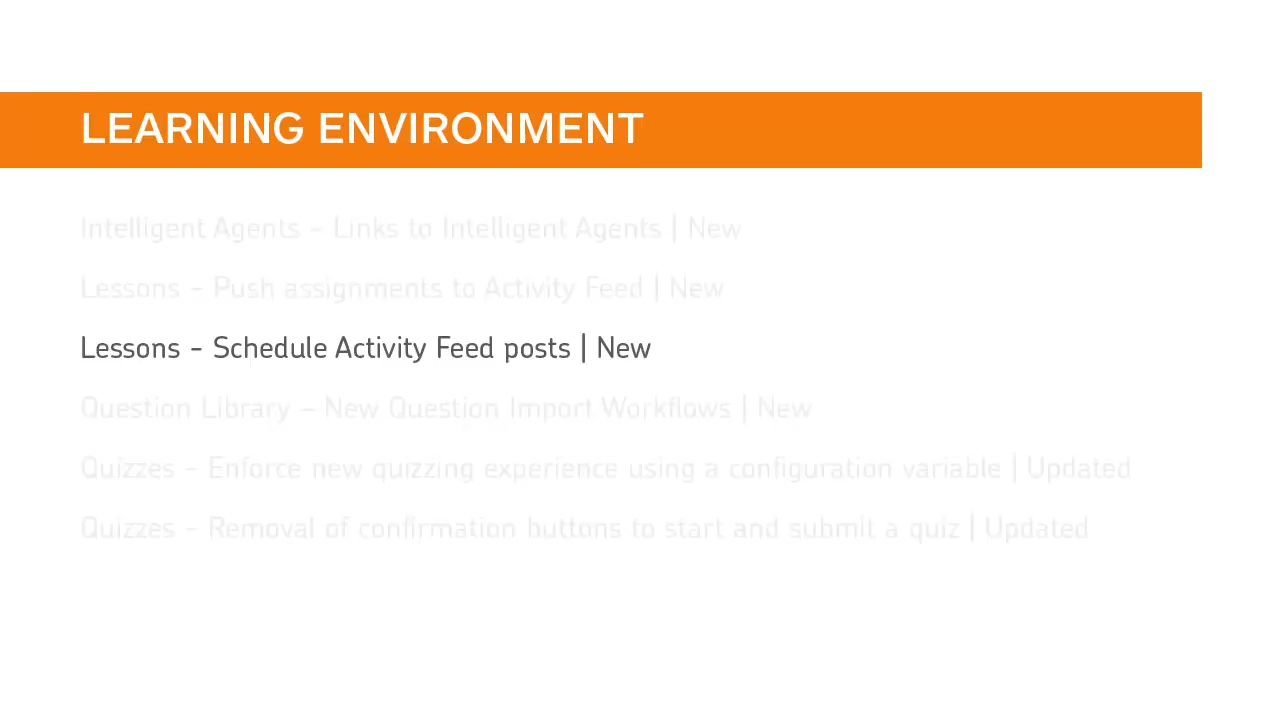 LEARNING ENVIRONMENT
Intelligent Agents - Links to Intelligent Agents | New
Lessons - Push assignments to Activity Feed | New
Lessons - Schedule Activity Feed posts | New
Question Library – New Question Import Workflows | New
Quizzes - Enforce new quizzing experience using a configuration variable | Updated
Quizzes - Removal of confirmation buttons to start and submit a quiz | Updated